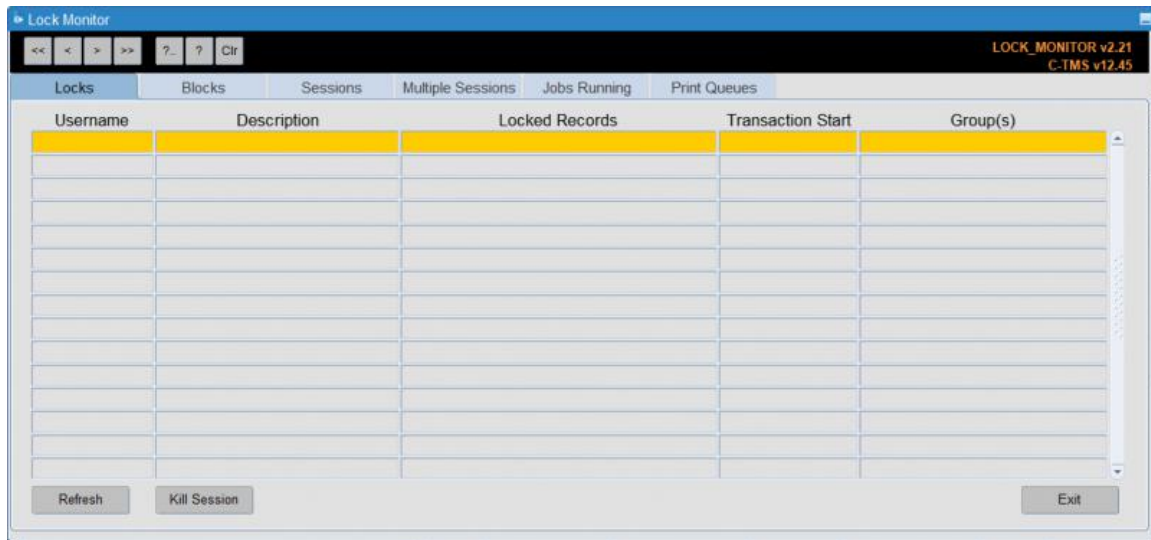 Lock Monitor
<< < > >> ?_ ? Clr
LOCK_MONITOR v2.21
C-TMS v12.45
Locks Blocks Sessions Multiple Sessions Jobs Running Print Queues
Username Description Locked Records Transaction Start Group(s)
Refresh Kill Session Exit